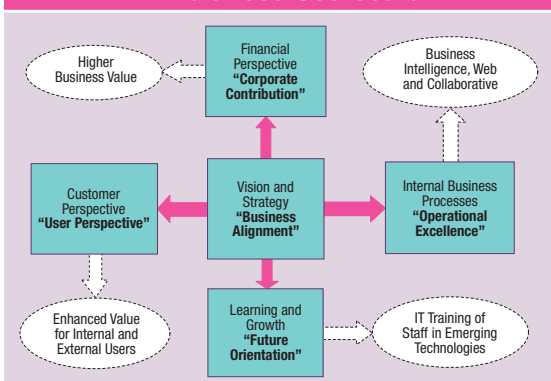 Financial
Perspective
“Corporate
Contribution”
Higher
Business Value
Business
Intelligence, Web
and Collaborative
Customer
Perspective
“User Perspective”
Vision and
Strategy
“Business
Alignment”
Internal Business
Processes
“Operational
Excellence”
Enhanced Value
for Internal and
External Users
Learning and
Growth
“Future
Orientation”
IT Training of
Staff in Emerging
Technologies